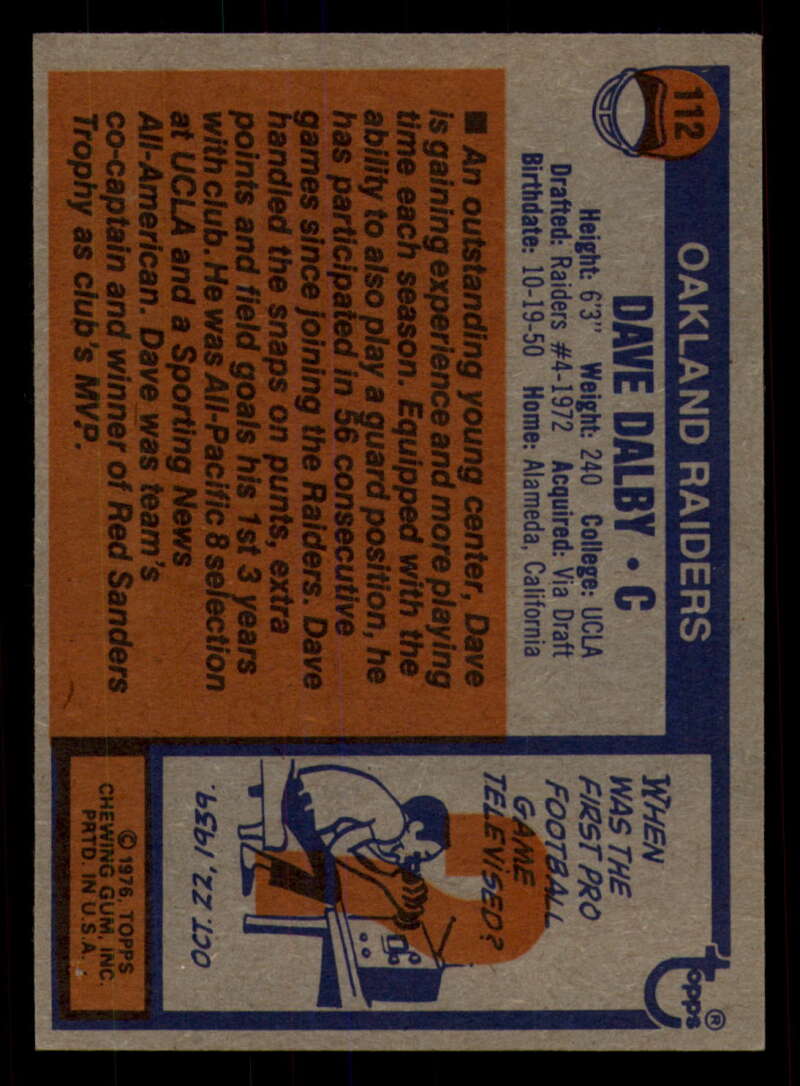 112
OAKLAND RAIDERS
DAVE DALBY • C
Height: 6'3" Weight: 240 College: UCLA
Drafted: Raiders #4-1972 Acquired: Via Draft
Birthdate: 10-19-50 Home: Alameda, California
■ An outstanding young center, Dave
is gaining experience and more playing
time each season. Equipped with the
ability to also play a guard position, he
has participated in 56 consecutive
games since joining the Raiders. Dave
handled the snaps on punts, extra
points and field goals his 1st 3 years
with club. He was All-Pacific 8 selection
at UCLA and a Sporting News
All-American. Dave was team's
co-captain and winner of Red Sanders
Trophy as club's MVP.
topps®
WHEN
WAS THE
FIRST PRO
FOOTBALL
GAME
TELEVISED?
OCT. 22, 1939.
© 1976, TOPPS
CHEWING GUM, INC.
PRTD. IN U.S.A.